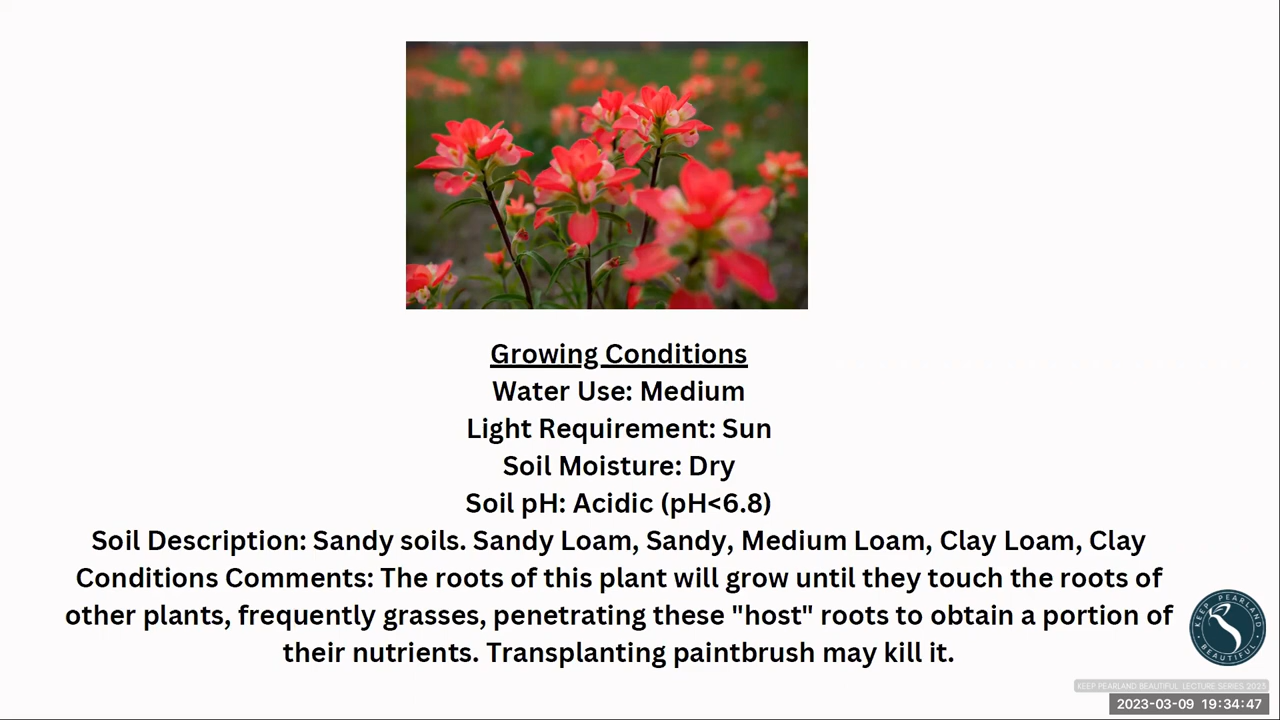 Growing Conditions
Water Use: Medium
Light Requirement: Sun
Soil Moisture: Dry
Soil pH: Acidic (pH<6.8)
Soil Description: Sandy soils. Sandy Loam, Sandy, Medium Loam, Clay Loam, Clay
Conditions Comments: The roots of this plant will grow until they touch the roots of
other plants, frequently grasses, penetrating these "host" roots to obtain a portion of
their nutrients. Transplanting paintbrush may kill it.
KEEP PEARLAND
BEAUTIFUL
KEEP PEARLAND BEAUTIFUL LECTURE SERIES 2023
2023-03-09 19:34:47